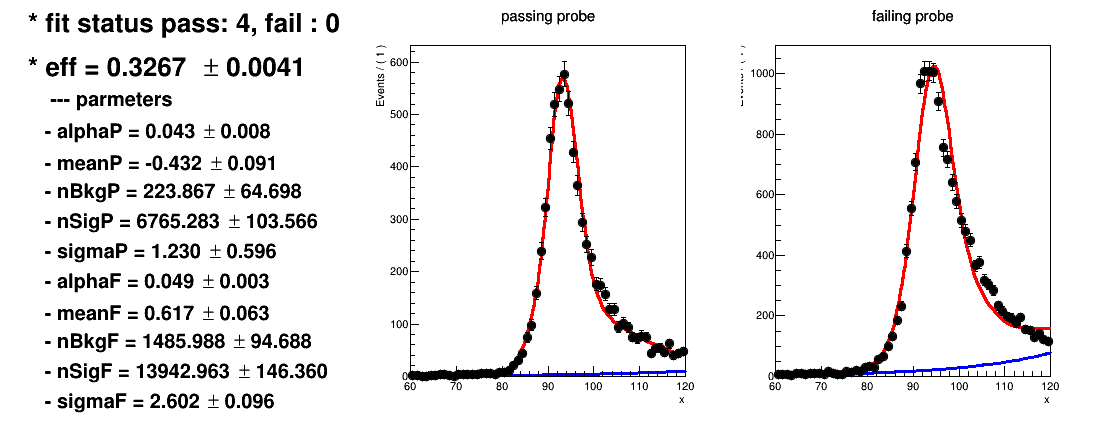 * fit status pass: 4, fail : 0
* eff = 0.3267 ± 0.0041
--- parmeters
- alphaP = 0.043 ± 0.008
- meanP = -0.432 ± 0.091
- nBkgP = 223.867 ± 64.698
- nSigP = 6765.283 ± 103.566
- sigmaP = 1.230 ± 0.596
- alphaF = 0.049 ± 0.003
- meanF = 0.617 ± 0.063
- nBkgF = 1485.988 ± 94.688
- nSigF = 13942.963 ± 146.360
- sigmaF = 2.602 ± 0.096
passing probe
Events / ( 1 )
600
500
400
300
200
100
0
60 70 80 90 100 110 120
x
failing probe
1000
800
600
400
200
0
60 70 80 90 100 110 120
x